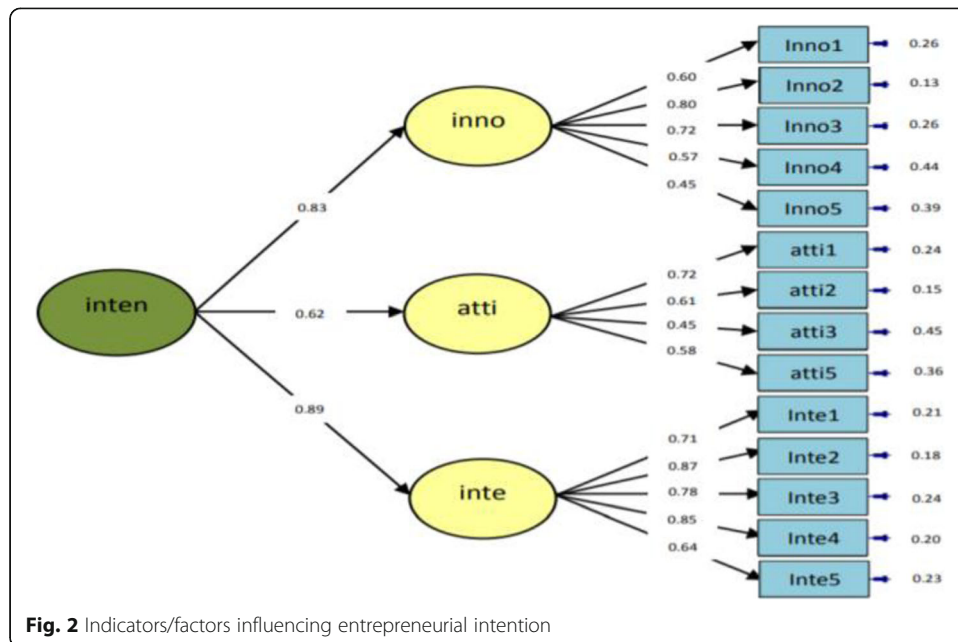 Inno1 0.26
0.60
Inno2 0.13
inno 0.80
Inno3 0.26
0.72
0.57 Inno4 0.44
0.45
Inno5 0.39
0.83
atti1 0.24
0.72
inten atti2 0.15
0.62 atti 0.61
0.45 atti3 0.45
0.58
atti5 0.36
0.89 Inte1 0.21
0.71
Inte2 0.18
0.87
inte 0.78 Inte3 0.24
0.85
Inte4 0.20
0.64
Inte5 0.23
Fig. 2 Indicators/factors influencing entrepreneurial intention